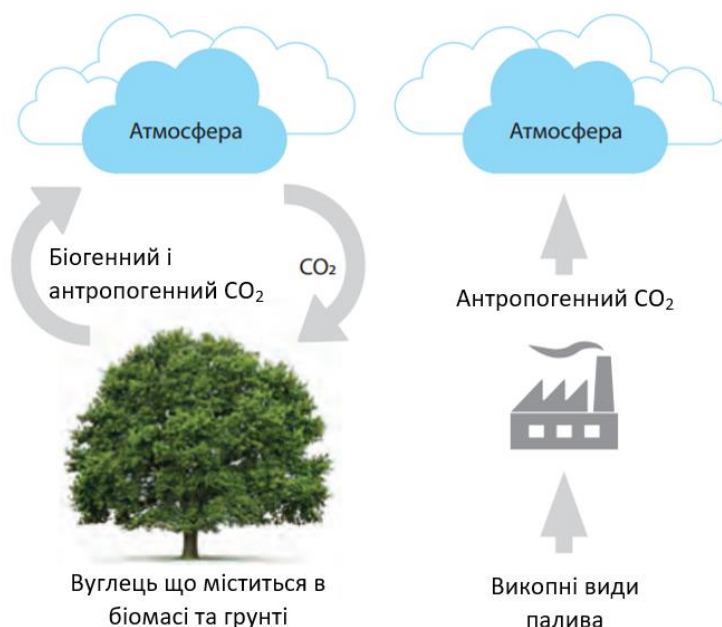 Атмосфера
Біогенний і
антропогенний CO₂
CO₂
Вуглець що міститься в
біомасі та грунті
Атмосфера
Антропогенний CO₂
Викопні види
палива